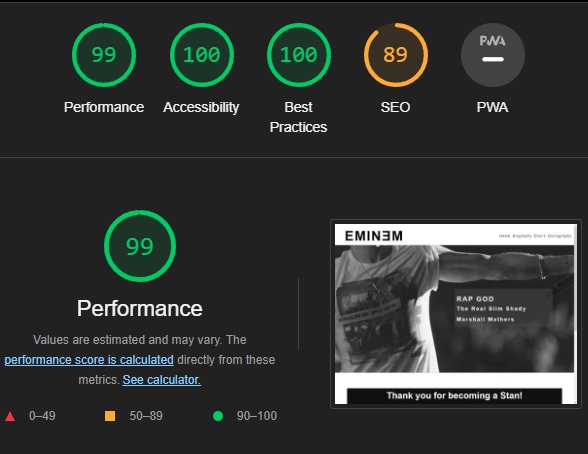 99
100
100
89
PWA
Performance
Accessibility
Best
Practices
SEO
PWA
99
Performance
Values are estimated and may vary. The
performance score is calculated directly from these
metrics. See calculator.
0–49
50–89
90–100
EMINƎM
Home Biography Eminem's Discography
RAP GOD
The Real Slim Shady
Marshall Mathers
Thank you for becoming a Stan!